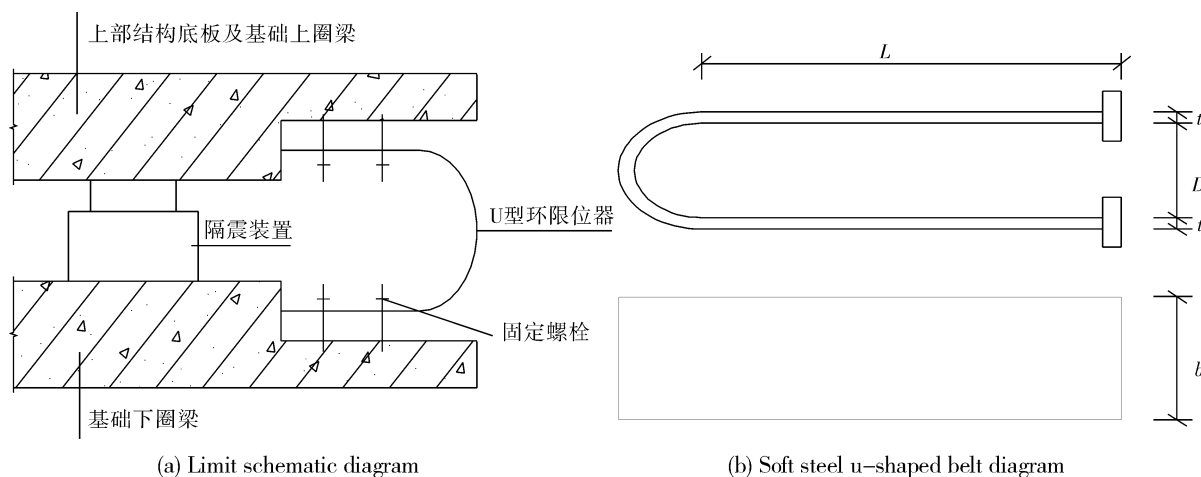 上部结构底板及基础上圈梁
隔震装置
U型环限位器
固定螺栓
基础下圈梁
(a) Limit schematic diagram
L
t
D
t
b
(b) Soft steel u-shaped belt diagram